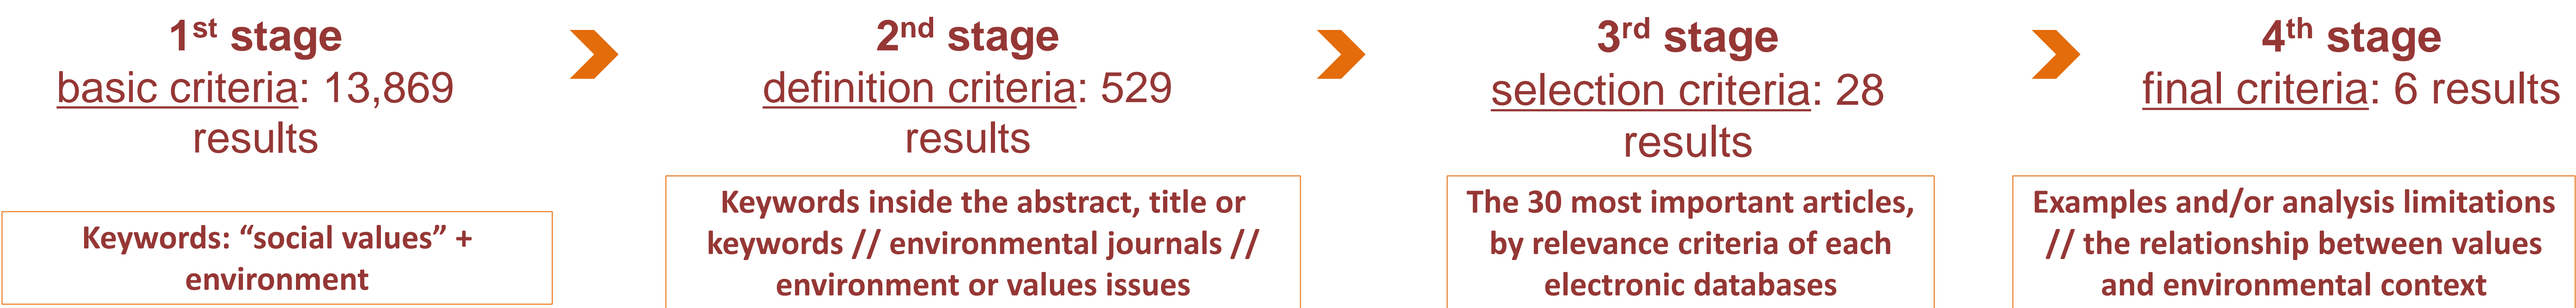 1st stage
basic criteria: 13,869
results
Keywords: “social values” +
environment
2nd stage
definition criteria: 529
results
Keywords inside the abstract, title or
keywords // environmental journals //
environment or values issues
3rd stage
selection criteria: 28
results
The 30 most important articles,
by relevance criteria of each
electronic databases
4th stage
final criteria: 6 results
Examples and/or analysis limitations
// the relationship between values
and environmental context